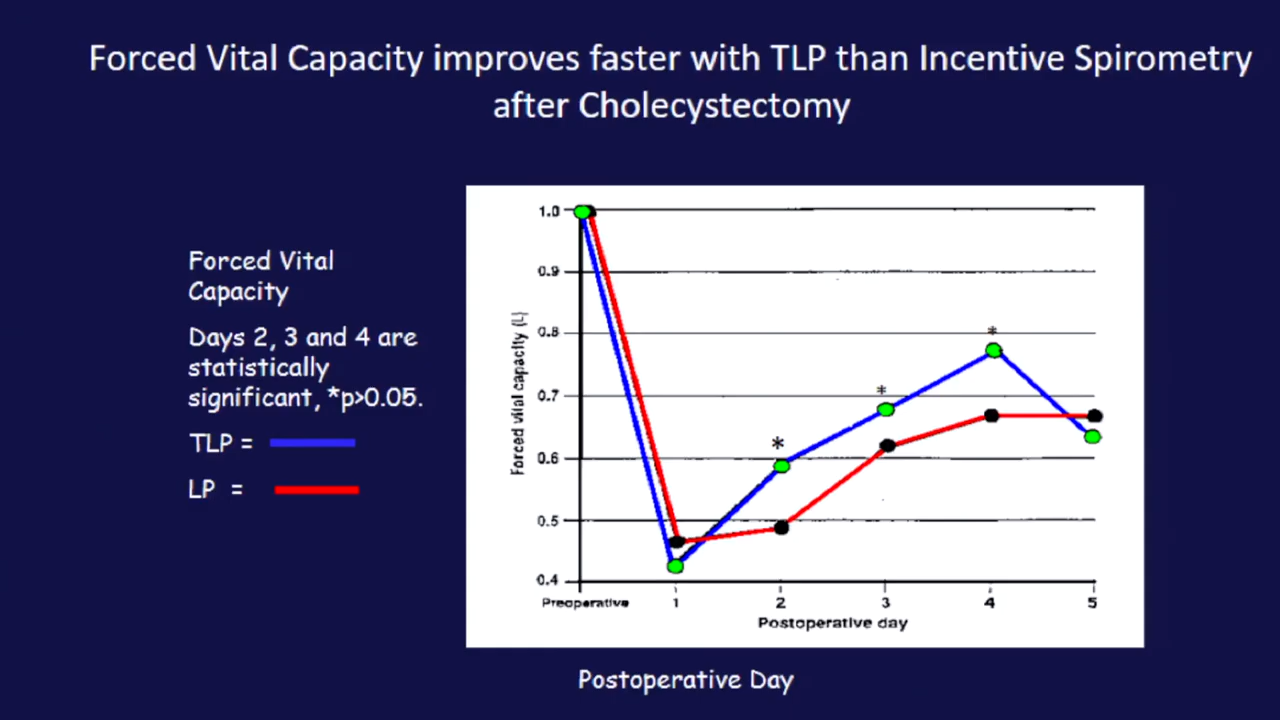 Forced Vital Capacity improves faster with TLP than Incentive Spirometry
after Cholecystectomy
Forced Vital
Capacity
Days 2, 3 and 4 are
statistically
significant, *p>0.05.
TLP =
LP =
Forced vital capacity (L)
1.0
0.9
0.8
0.7
0.6
0.5
0.4
*
*
*
Preoperative 1 2 3 4 5
Postoperative day
Postoperative Day